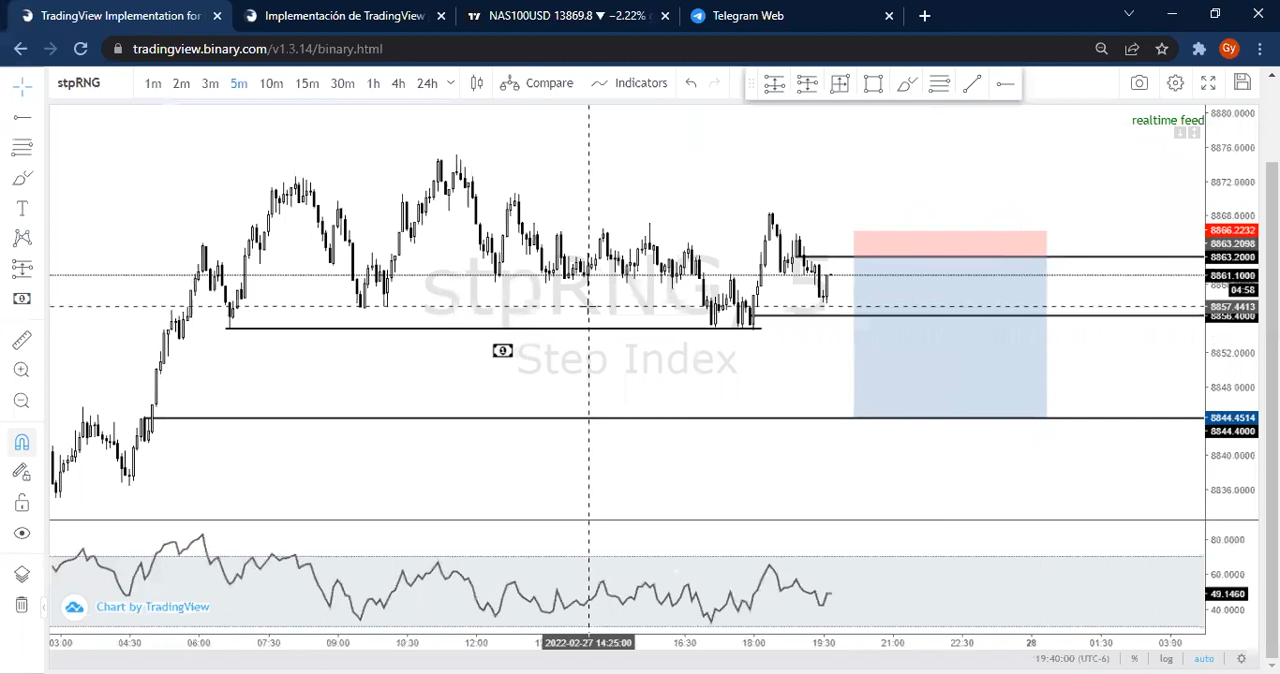 TradingView Implementation for
Implementación de TradingView
NAS100USD 13869.8 ▼ −2.22%
Telegram Web
tradingview.binary.com/v1.3.14/binary.html
Gy
stpRNG
1m 2m 3m 5m 10m 15m 30m 1h 4h 24h
Compare
Indicators
realtime feed
8880.0000
8876.0000
8872.0000
8868.0000
8866.2232
8863.2098
8863.2000
8861.1000
04:58
8857.4413
8856.4000
8852.0000
8848.0000
8844.4514
8844.4000
8840.0000
8836.0000
stpRNG, 5
Step Index
80.0000
60.0000
49.1460
40.0000
Chart by TradingView
03:00 04:30 06:00 07:30 09:00 10:30 12:00 2022-02-27 14:25:00 16:30 18:00 19:30 21:00 22:30 28 01:30 03:00
19:40:00 (UTC-6) % log auto